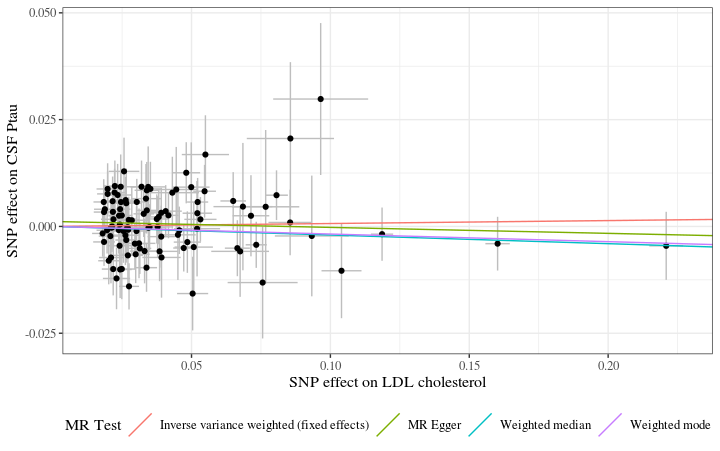 0.050
0.025
0.000
-0.025
SNP effect on CSF Ptau
0.05
0.10
0.15
0.20
SNP effect on LDL cholesterol
MR Test
Inverse variance weighted (fixed effects)
MR Egger
Weighted median
Weighted mode